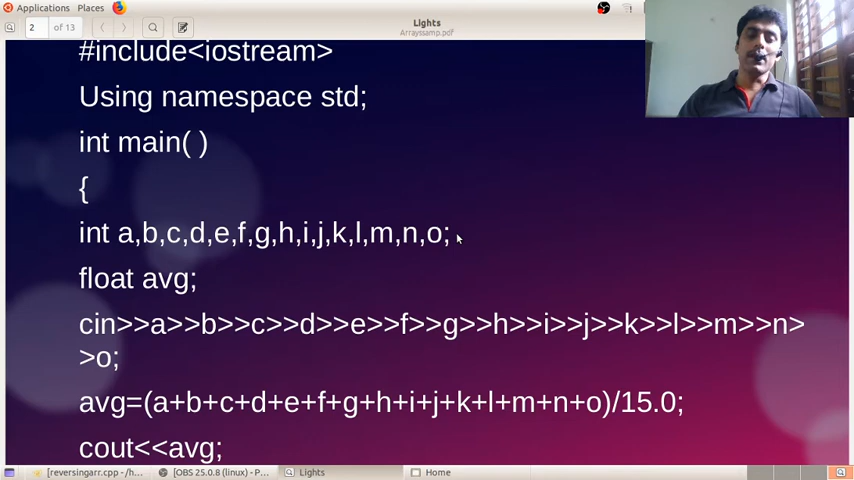 Applications Places
2 of 13
Lights
Arrayssamp.pdf
#include<iostream>
Using namespace std;
int main( )
{
int a,b,c,d,e,f,g,h,i,j,k,l,m,n,o;
float avg;
cin>>a>>b>>c>>d>>e>>f>>g>>h>>i>>j>>k>>l>>m>>n>
>o;
avg=(a+b+c+d+e+f+g+h+i+j+k+l+m+n+o)/15.0;
cout<<avg;
[reversingarr.cpp - /h... [OBS 25.0.8 (linux) - P... Lights Home